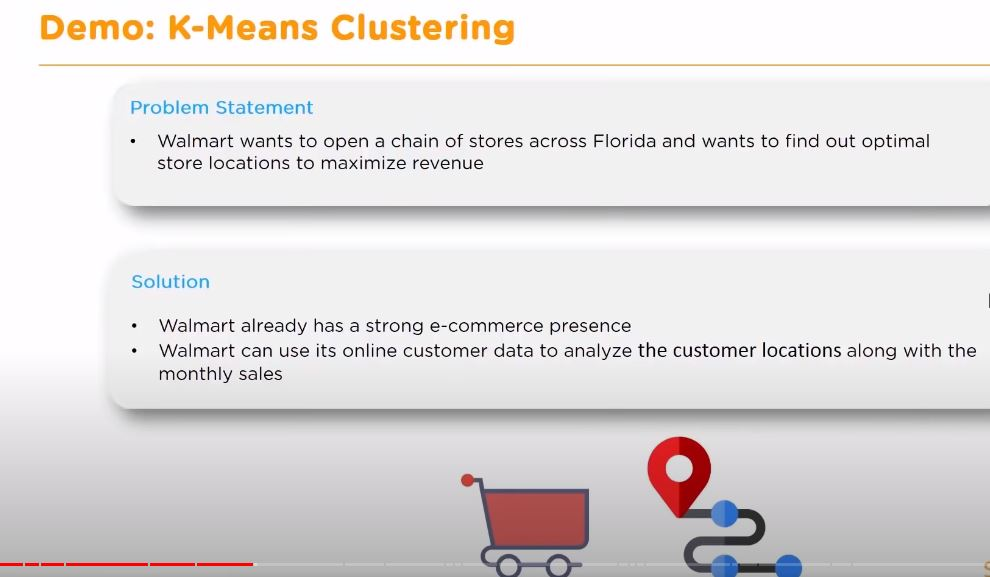 Demo: K-Means Clustering
Problem Statement
• Walmart wants to open a chain of stores across Florida and wants to find out optimal
store locations to maximize revenue
Solution
• Walmart already has a strong e-commerce presence
• Walmart can use its online customer data to analyze the customer locations along with the
monthly sales